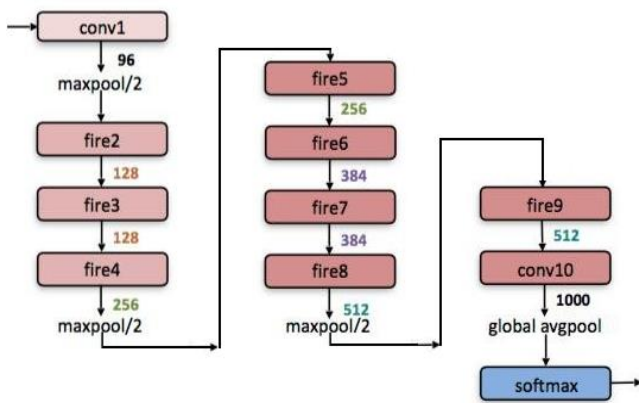 conv1
96
maxpool/2
fire2
128
fire3
128
fire4
256
maxpool/2
fire5
256
fire6
384
fire7
384
fire8
512
maxpool/2
fire9
512
conv10
1000
global avgpool
softmax